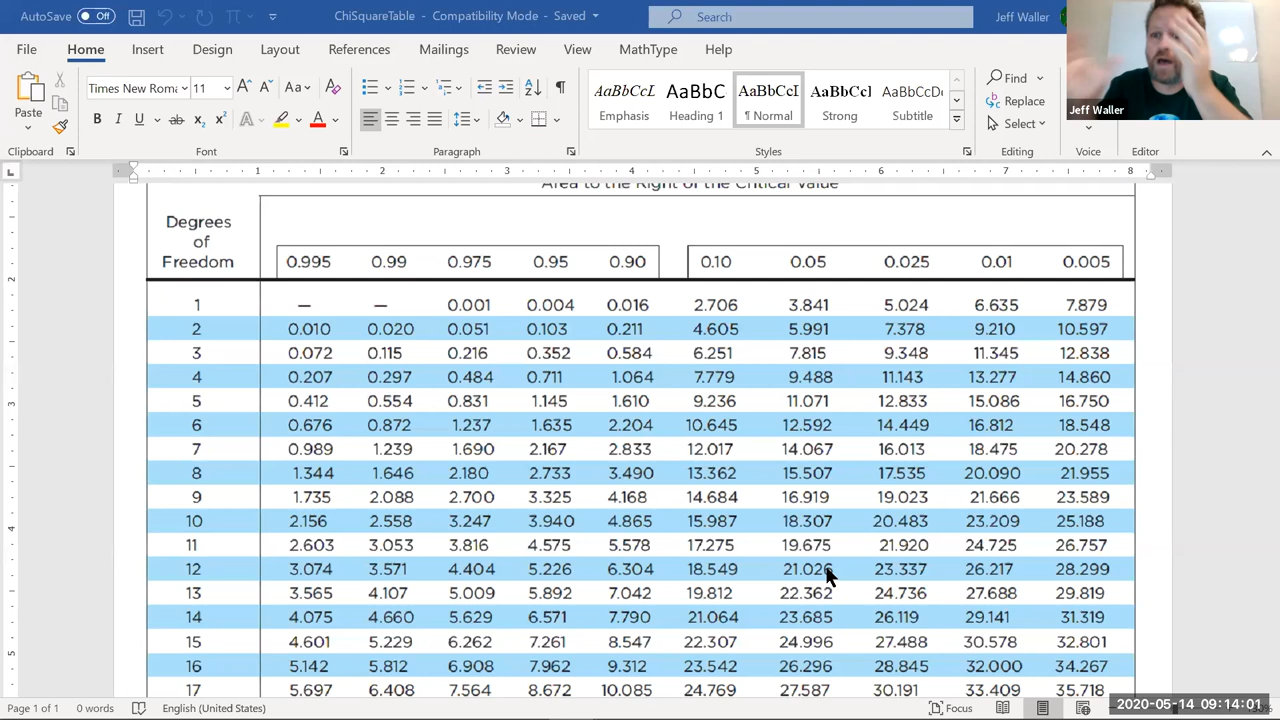 AutoSave Off ChiSquareTable - Compatibility Mode - Saved Search Jeff Waller
File Home Insert Design Layout References Mailings Review View MathType Help
Paste Times New Roma 11 Aa AaBbCcL AaBbC AaBbCcI AaBbCcl AaBbCcDc Find
Replace
Select
Emphasis Heading 1 ¶ Normal Strong Subtitle
Clipboard Font Paragraph Styles Editing Voice Editor
Jeff Waller
1 2 3 4 5 6 7 8
Area to the Right of the Critical Value
Degrees
of
Freedom 0.995 0.99 0.975 0.95 0.90 0.10 0.05 0.025 0.01 0.005
1 — — 0.001 0.004 0.016 2.706 3.841 5.024 6.635 7.879
2 0.010 0.020 0.051 0.103 0.211 4.605 5.991 7.378 9.210 10.597
3 0.072 0.115 0.216 0.352 0.584 6.251 7.815 9.348 11.345 12.838
4 0.207 0.297 0.484 0.711 1.064 7.779 9.488 11.143 13.277 14.860
5 0.412 0.554 0.831 1.145 1.610 9.236 11.071 12.833 15.086 16.750
6 0.676 0.872 1.237 1.635 2.204 10.645 12.592 14.449 16.812 18.548
7 0.989 1.239 1.690 2.167 2.833 12.017 14.067 16.013 18.475 20.278
8 1.344 1.646 2.180 2.733 3.490 13.362 15.507 17.535 20.090 21.955
9 1.735 2.088 2.700 3.325 4.168 14.684 16.919 19.023 21.666 23.589
10 2.156 2.558 3.247 3.940 4.865 15.987 18.307 20.483 23.209 25.188
11 2.603 3.053 3.816 4.575 5.578 17.275 19.675 21.920 24.725 26.757
12 3.074 3.571 4.404 5.226 6.304 18.549 21.026 23.337 26.217 28.299
13 3.565 4.107 5.009 5.892 7.042 19.812 22.362 24.736 27.688 29.819
14 4.075 4.660 5.629 6.571 7.790 21.064 23.685 26.119 29.141 31.319
15 4.601 5.229 6.262 7.261 8.547 22.307 24.996 27.488 30.578 32.801
16 5.142 5.812 6.908 7.962 9.312 23.542 26.296 28.845 32.000 34.267
17 5.697 6.408 7.564 8.672 10.085 24.769 27.587 30.191 33.409 35.718
Page 1 of 1 0 words English (United States) Focus
2020-05-14 09:14:01